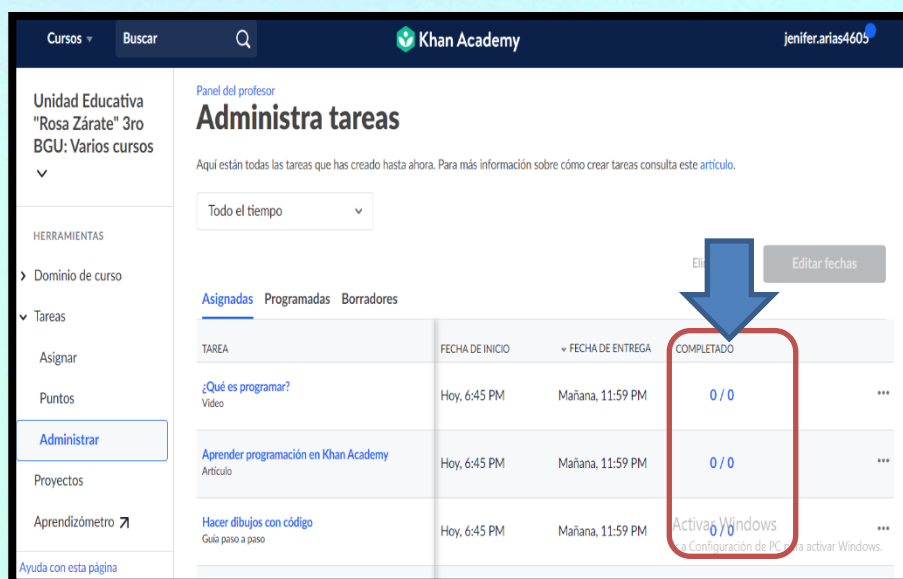 Cursos
Buscar
Khan Academy
jenifer.arias4605
Unidad Educativa
"Rosa Zárate" 3ro
BGU: Varios cursos
HERRAMIENTAS
Dominio de curso
Tareas
Asignar
Puntos
Administrar
Proyectos
Aprendizómetro
Ayuda con esta página
Panel del profesor
Administra tareas
Aquí están todas las tareas que has creado hasta ahora. Para más información sobre cómo crear tareas consulta este artículo.
Todo el tiempo
Editar fechas
Asignadas Programadas Borradores
TAREA FECHA DE INICIO FECHA DE ENTREGA COMPLETADO
¿Qué es programar?
Video
Hoy, 6:45 PM Mañana, 11:59 PM 0 / 0
Aprender programación en Khan Academy
Artículo
Hoy, 6:45 PM Mañana, 11:59 PM 0 / 0
Hacer dibujos con código
Guía paso a paso
Hoy, 6:45 PM Mañana, 11:59 PM 0 / 0
Activar Windows
a Configuración de PC para activar Windows.